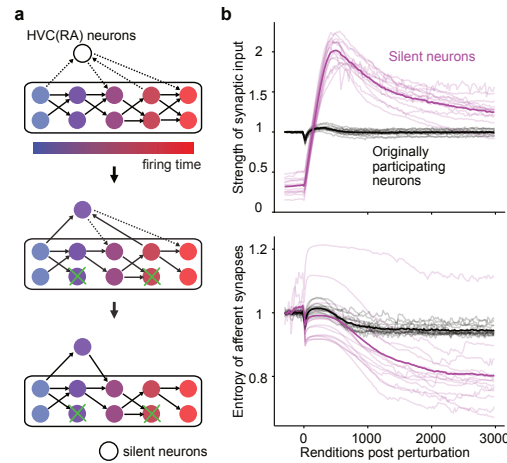 a
HVC(RA) neurons
firing time
silent neurons
b
Strength of synaptic input
2
1.5
1
0.5
0
Silent neurons
Originally
participating
neurons
Entropy of afferent synapses
1.2
1
0.8
0
1000
2000
3000
Renditions post perturbation